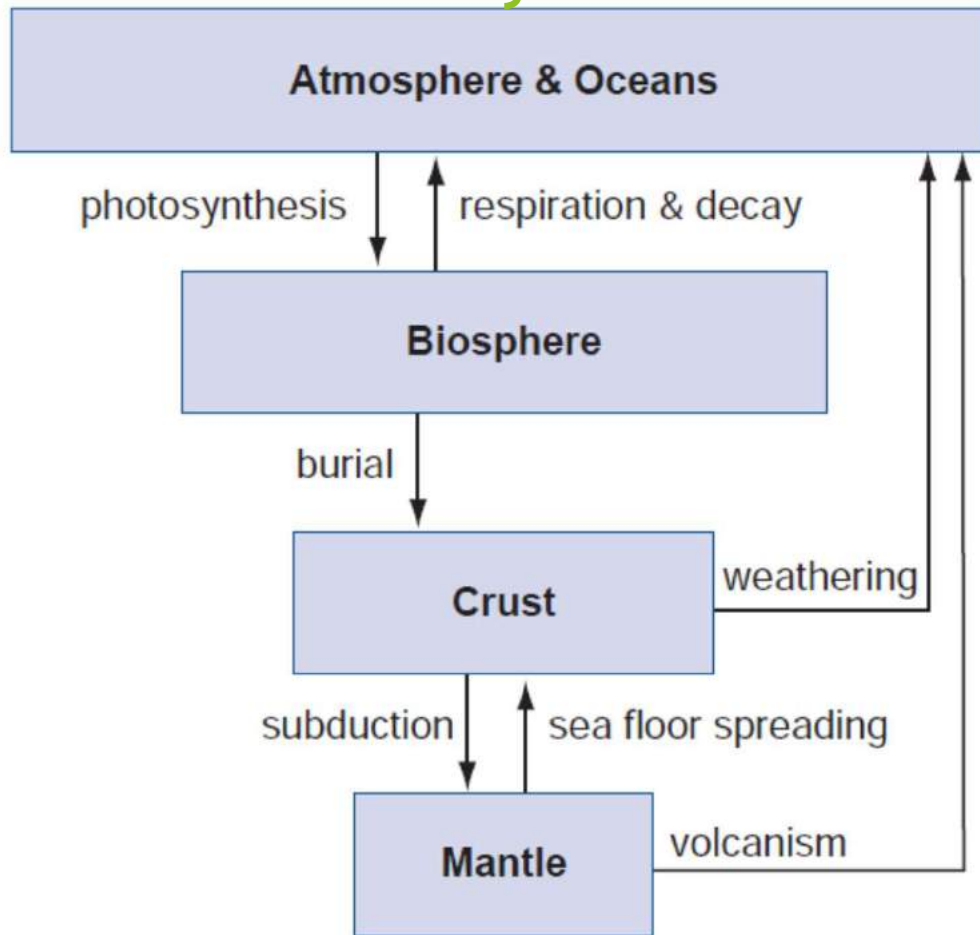 Atmosphere & Oceans
photosynthesis
respiration & decay
Biosphere
burial
Crust
weathering
subduction
sea floor spreading
Mantle
volcanism